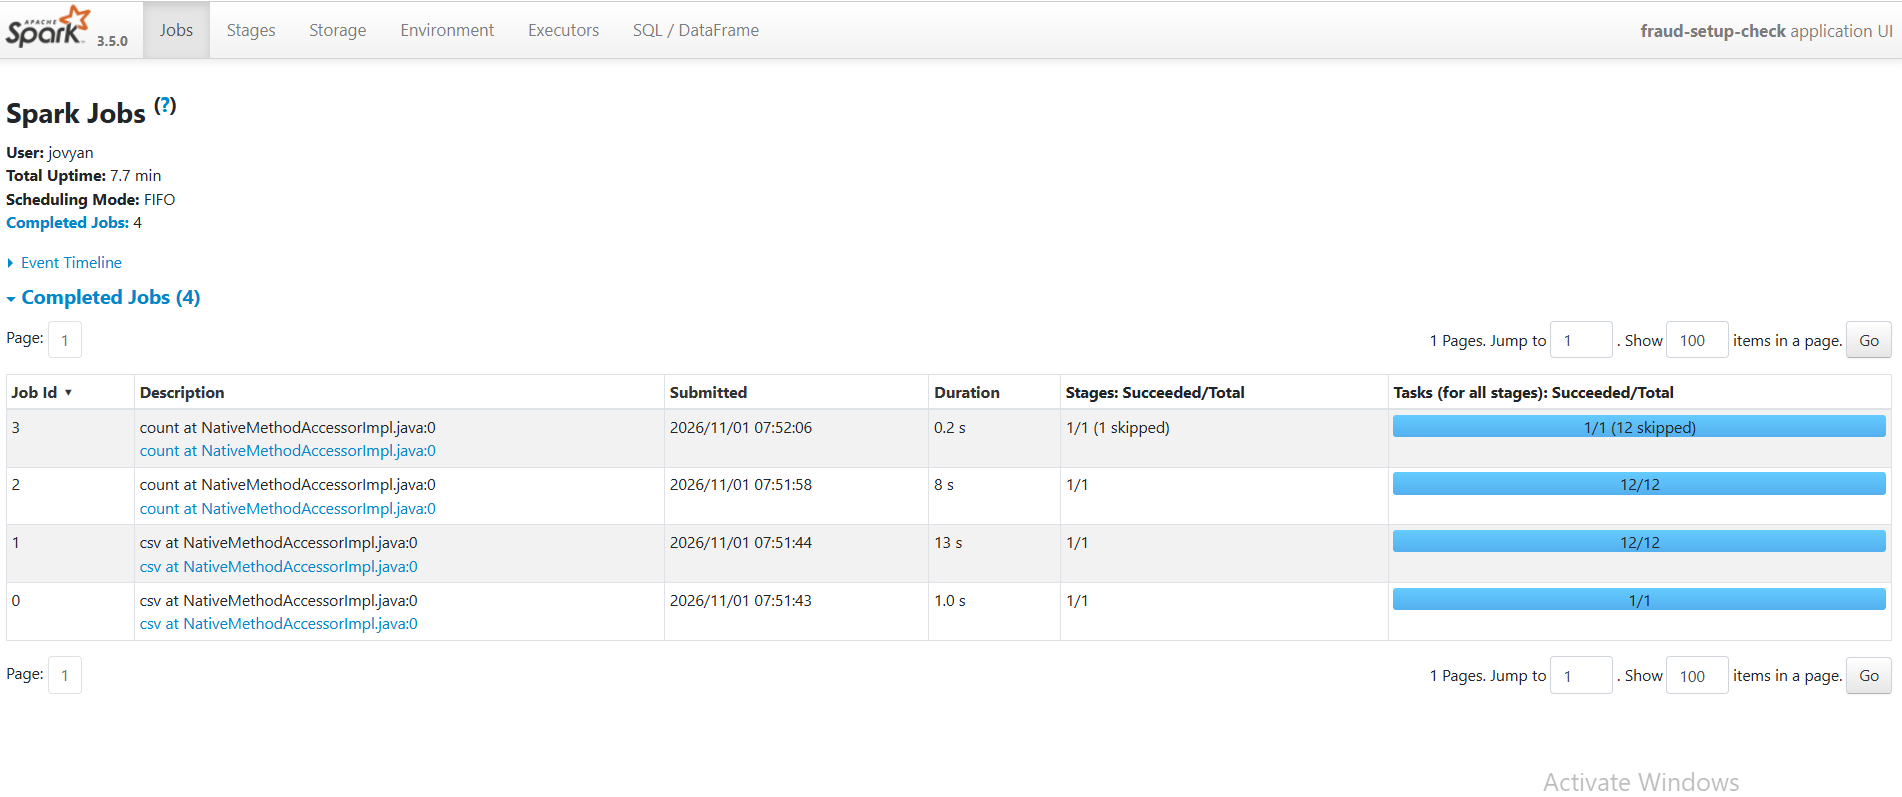 APACHE Spark 3.5.0 Jobs Stages Storage Environment Executors SQL / DataFrame fraud-setup-check application UI
Spark Jobs (?)
User: jovyan
Total Uptime: 7.7 min
Scheduling Mode: FIFO
Completed Jobs: 4
Event Timeline
Completed Jobs (4)
Page: 1 1 Pages. Jump to 1 . Show 100 items in a page. Go
Job Id ▾ Description Submitted Duration Stages: Succeeded/Total Tasks (for all stages): Succeeded/Total
3 count at NativeMethodAccessorImpl.java:0 2026/11/01 07:52:06 0.2 s 1/1 (1 skipped) 1/1 (12 skipped)
count at NativeMethodAccessorImpl.java:0
2 count at NativeMethodAccessorImpl.java:0 2026/11/01 07:51:58 8 s 1/1 12/12
count at NativeMethodAccessorImpl.java:0
1 csv at NativeMethodAccessorImpl.java:0 2026/11/01 07:51:44 13 s 1/1 12/12
csv at NativeMethodAccessorImpl.java:0
0 csv at NativeMethodAccessorImpl.java:0 2026/11/01 07:51:43 1.0 s 1/1 1/1
csv at NativeMethodAccessorImpl.java:0
Page: 1 1 Pages. Jump to 1 . Show 100 items in a page. Go
Activate Windows